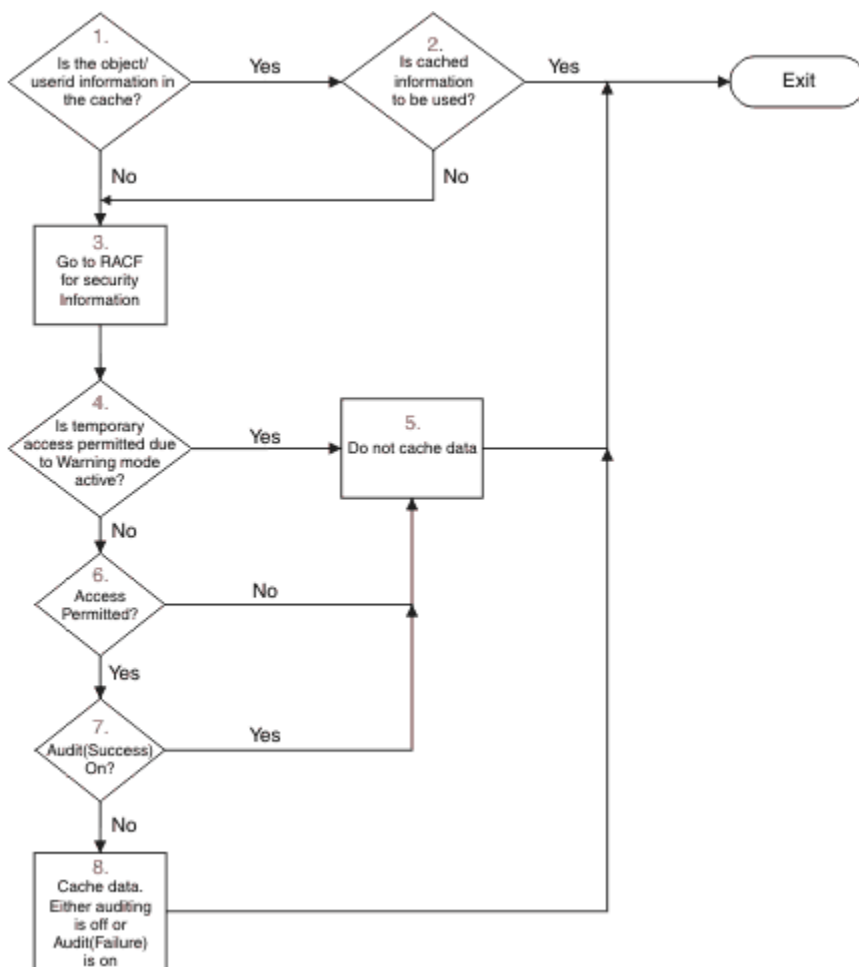 1.
Is the object/
userid information in
the cache?
Yes
2.
Is cached
information
to be used?
Yes
Exit
No
No
3.
Go to RACF
for security
Information
4.
Is temporary
access permitted due
to Warning mode
active?
Yes
5.
Do not cache data
No
6.
Access
Permitted?
No
Yes
7.
Audit(Success)
On?
Yes
No
8.
Cache data.
Either auditing
is off or
Audit(Failure)
is on